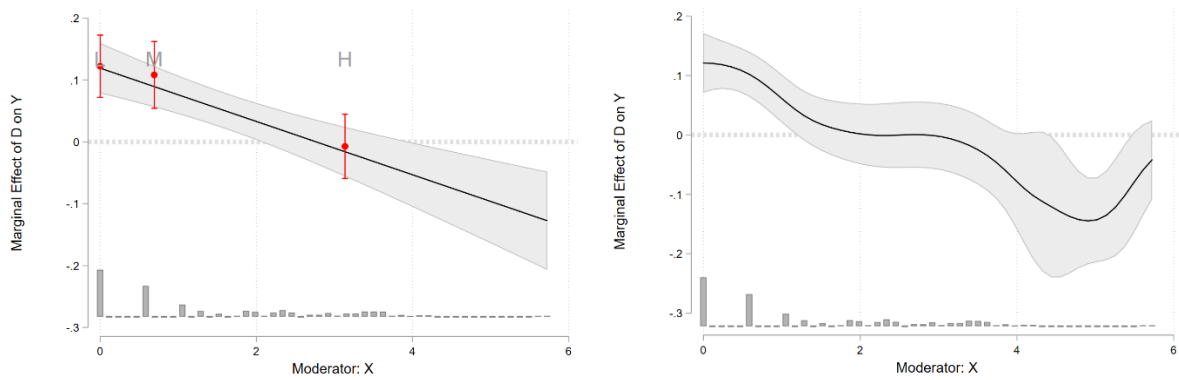 .2
.1
0
-.1
-.2
-.3
Marginal Effect of D on Y
L
M
H
0
2
4
6
Moderator: X
.2
.1
0
-.1
-.2
-.3
Marginal Effect of D on Y
0
2
4
6
Moderator: X